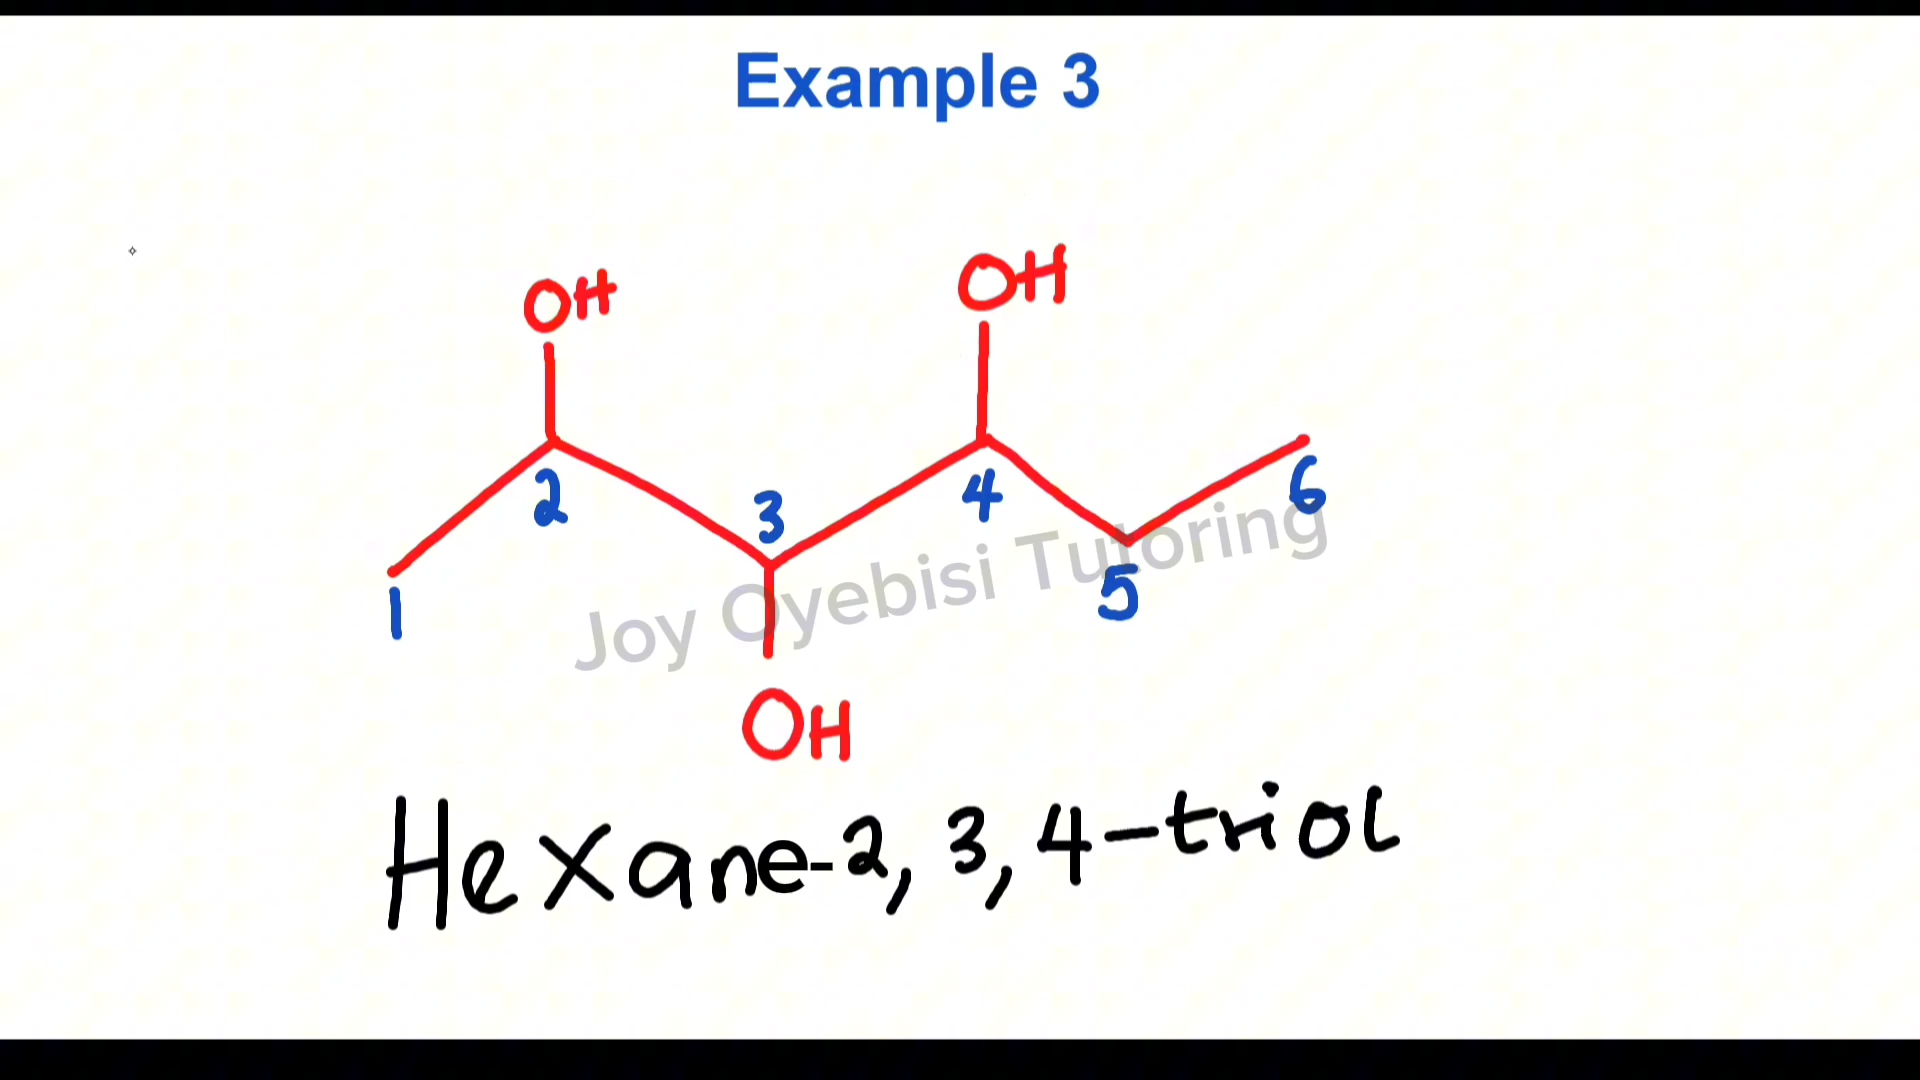 Example 3
OH
OH
2
3
4
6
1
5
Joy Oyebisi Tutoring
OH
Hexane-2,3,4-triol